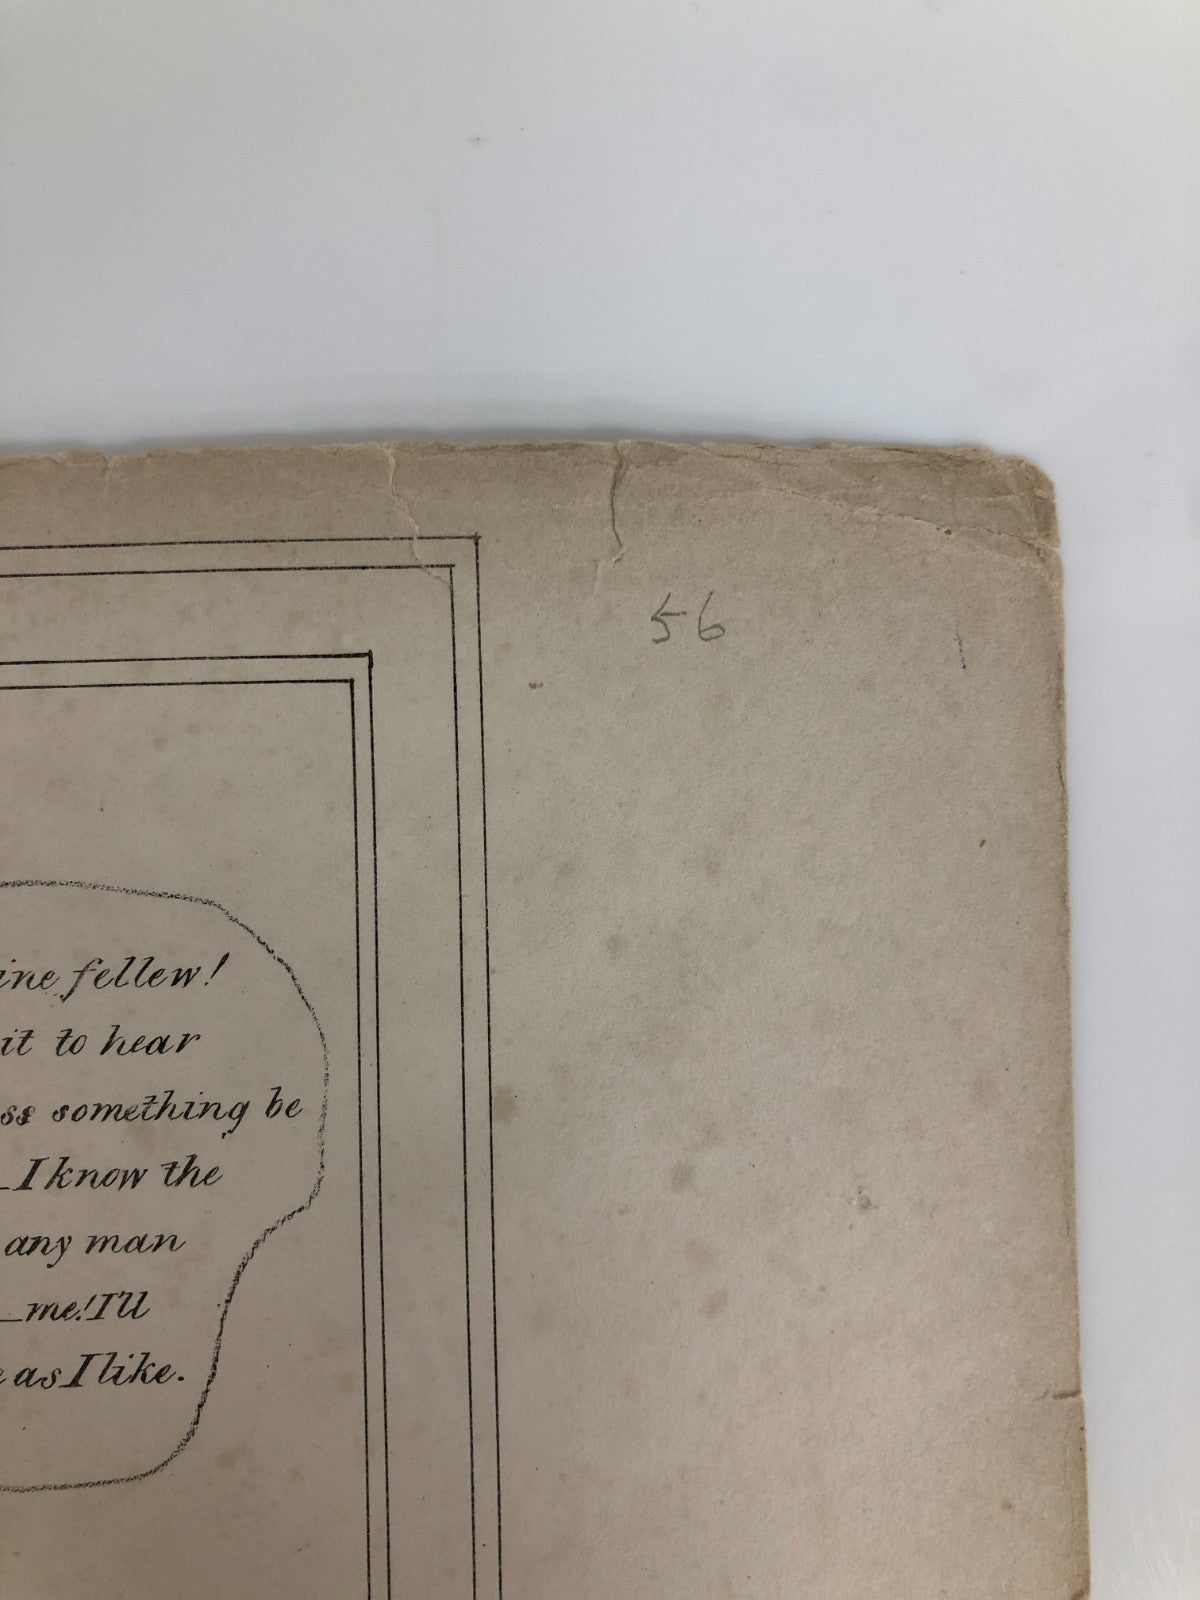 56
ine fellew!
it to hear
ss something be
_I know the
any man
_me! I'll
e as I like.